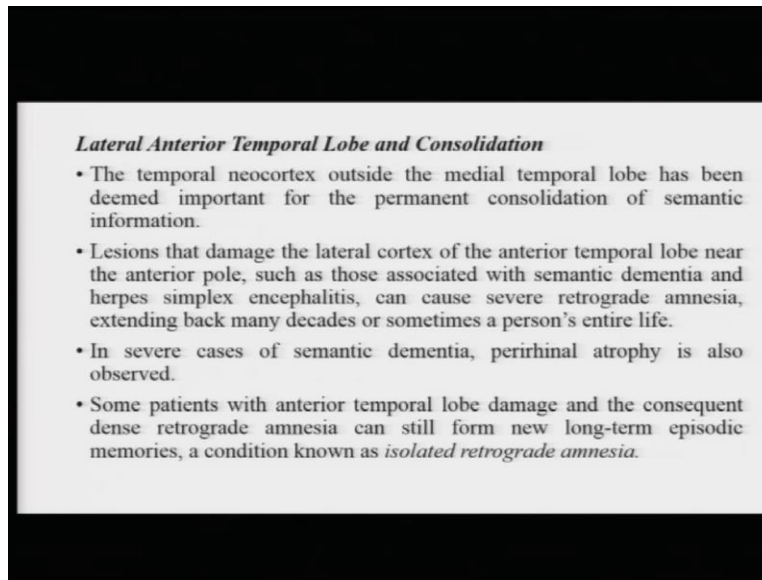 Lateral Anterior Temporal Lobe and Consolidation
• The temporal neocortex outside the medial temporal lobe has been
deemed important for the permanent consolidation of semantic
information.
• Lesions that damage the lateral cortex of the anterior temporal lobe near
the anterior pole, such as those associated with semantic dementia and
herpes simplex encephalitis, can cause severe retrograde amnesia,
extending back many decades or sometimes a person's entire life.
• In severe cases of semantic dementia, perirhinal atrophy is also
observed.
• Some patients with anterior temporal lobe damage and the consequent
dense retrograde amnesia can still form new long-term episodic
memories, a condition known as isolated retrograde amnesia.